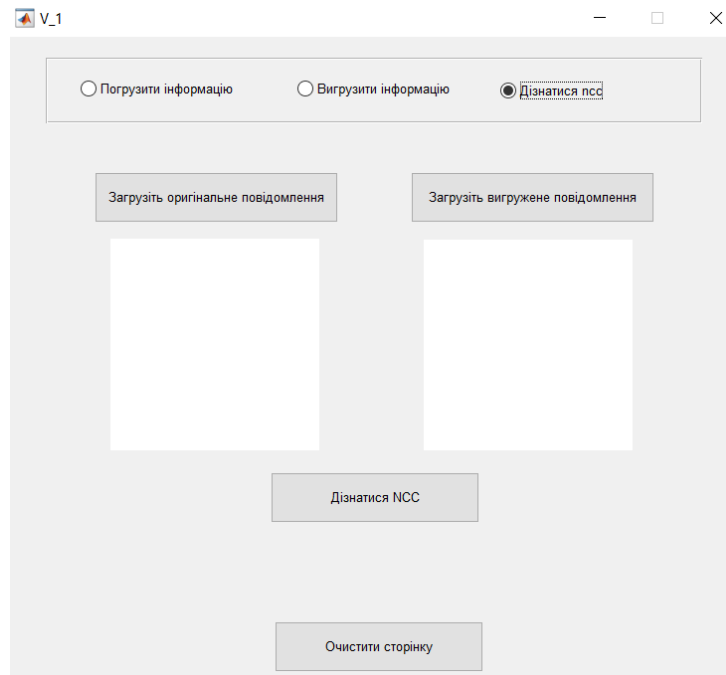 V_1
Погрузити інформацію Вигрузити інформацію Дізнатися ncc
Загрузіть оригінальне повідомлення Загрузіть вигружене повідомлення
Дізнатися NCC
Очистити сторінку